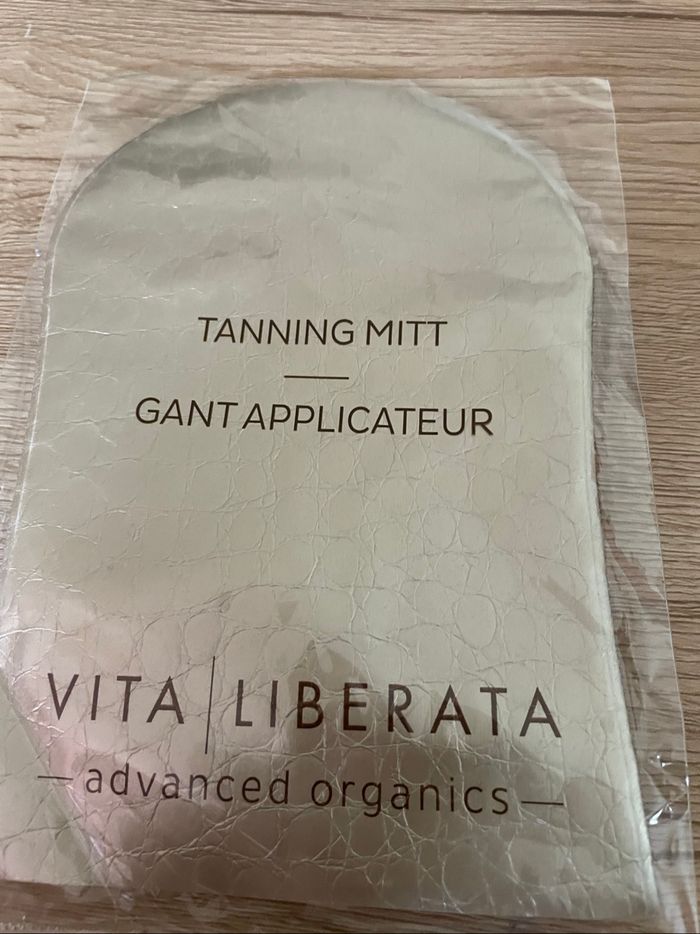 TANNING MITT
GANT APPLICATEUR
VITA LIBERATA
advanced organics